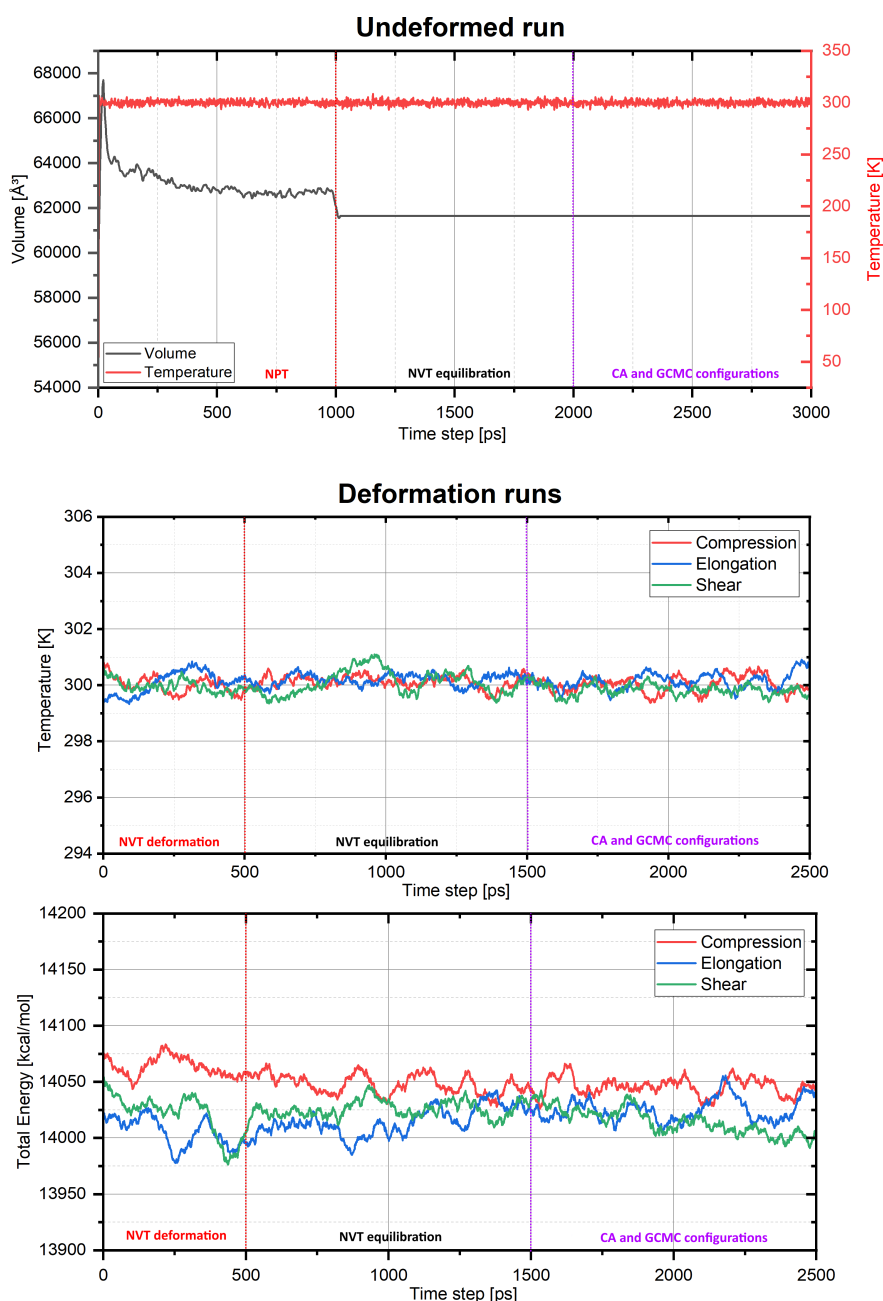 Undeformed run
Volume [Å³]
68000
66000
64000
62000
60000
58000
56000
54000
350
300
250
200
150
100
50
Temperature [K]
Volume
Temperature
NPT
NVT equilibration
CA and GCMC configurations
0
500
1000
1500
2000
2500
3000
Time step [ps]
Deformation runs
Temperature [K]
306
304
302
300
298
296
294
Compression
Elongation
Shear
NVT deformation
NVT equilibration
CA and GCMC configurations
0
500
1000
1500
2000
2500
Time step [ps]
Total Energy [kcal/mol]
14200
14150
14100
14050
14000
13950
13900
Compression
Elongation
Shear
NVT deformation
NVT equilibration
CA and GCMC configurations
0
500
1000
1500
2000
2500
Time step [ps]